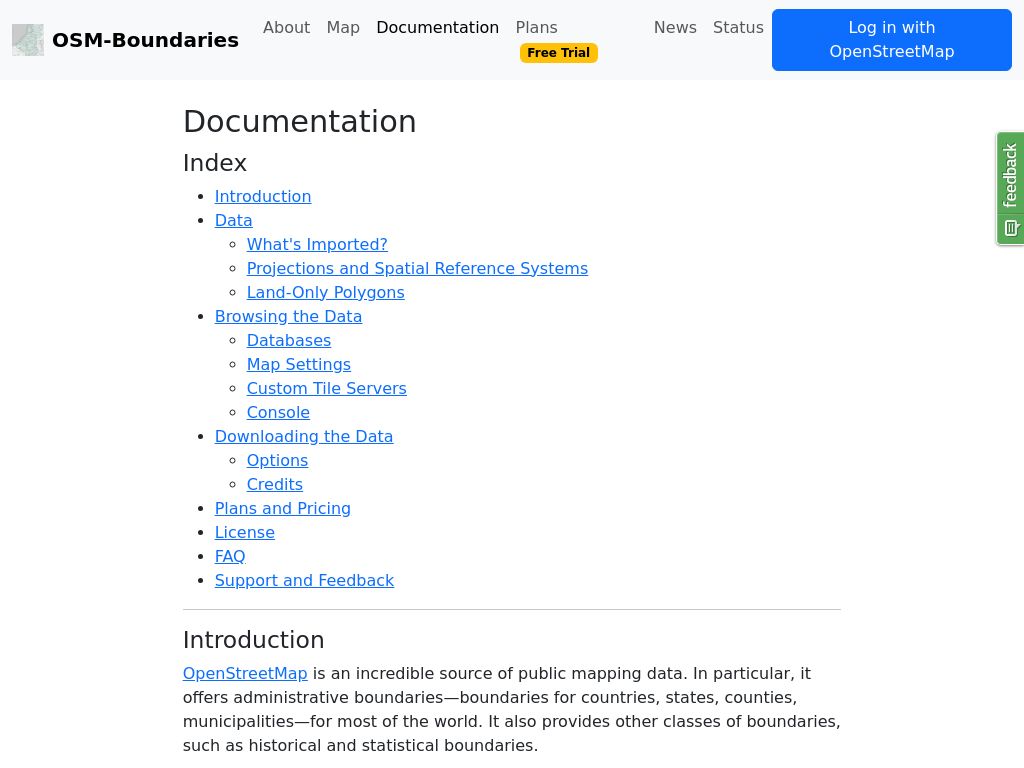 OSM-Boundaries
About
Map
Documentation
Plans
Free Trial
News
Status
Log in with
OpenStreetMap
feedback
Documentation
Index
Introduction
Data
What's Imported?
Projections and Spatial Reference Systems
Land-Only Polygons
Browsing the Data
Databases
Map Settings
Custom Tile Servers
Console
Downloading the Data
Options
Credits
Plans and Pricing
License
FAQ
Support and Feedback
Introduction
OpenStreetMap is an incredible source of public mapping data. In particular, it
offers administrative boundaries—boundaries for countries, states, counties,
municipalities—for most of the world. It also provides other classes of boundaries,
such as historical and statistical boundaries.